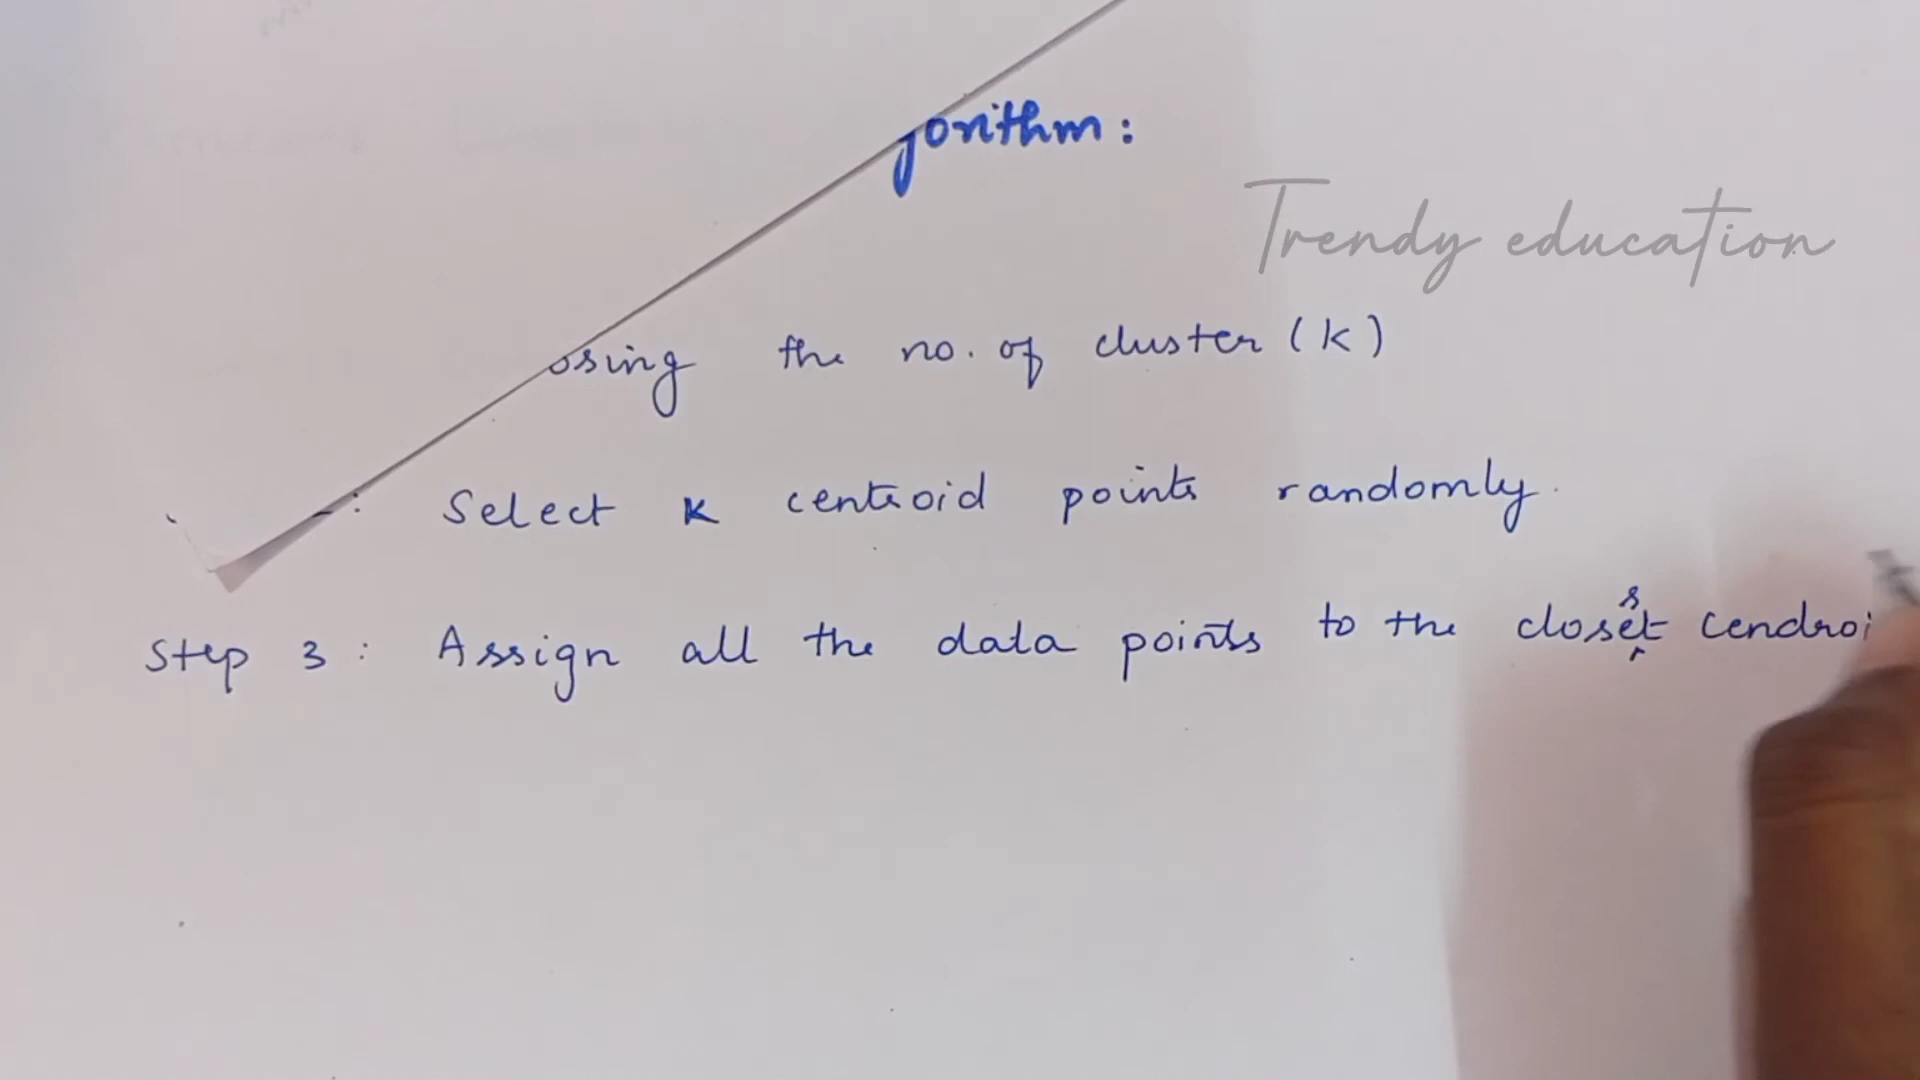 gorithm:
Trendy education
osing the no. of cluster (k)
: Select K centroid points randomly.
Step 3: Assign all the data points to the closest cendroi